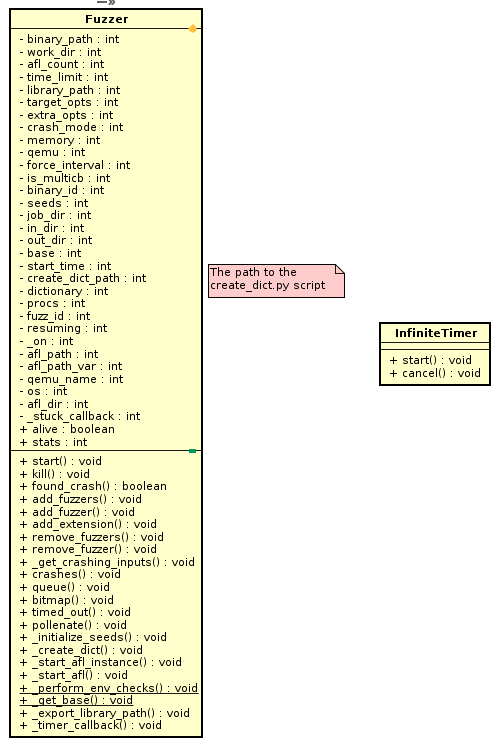 Fuzzer
- binary_path : int
- work_dir : int
- afl_count : int
- time_limit : int
- library_path : int
- target_opts : int
- extra_opts : int
- crash_mode : int
- memory : int
- qemu : int
- force_interval : int
- is_multicb : int
- binary_id : int
- seeds : int
- job_dir : int
- in_dir : int
- out_dir : int
- base : int
- start_time : int
- create_dict_path : int
- dictionary : int
- procs : int
- fuzz_id : int
- resuming : int
- _on : int
- afl_path : int
- afl_path_var : int
- qemu_name : int
- os : int
- afl_dir : int
- _stuck_callback : int
+ alive : boolean
+ stats : int
+ start() : void
+ kill() : void
+ found_crash() : boolean
+ add_fuzzers() : void
+ add_fuzzer() : void
+ add_extension() : void
+ remove_fuzzers() : void
+ remove_fuzzer() : void
+ _get_crashing_inputs() : void
+ crashes() : void
+ queue() : void
+ bitmap() : void
+ timed_out() : void
+ pollenate() : void
+ _initialize_seeds() : void
+ _create_dict() : void
+ _start_afl_instance() : void
+ _start_afl() : void
+ _perform_env_checks() : void
+ _get_base() : void
+ _export_library_path() : void
+ _timer_callback() : void
The path to the
create_dict.py script
InfiniteTimer
+ start() : void
+ cancel() : void